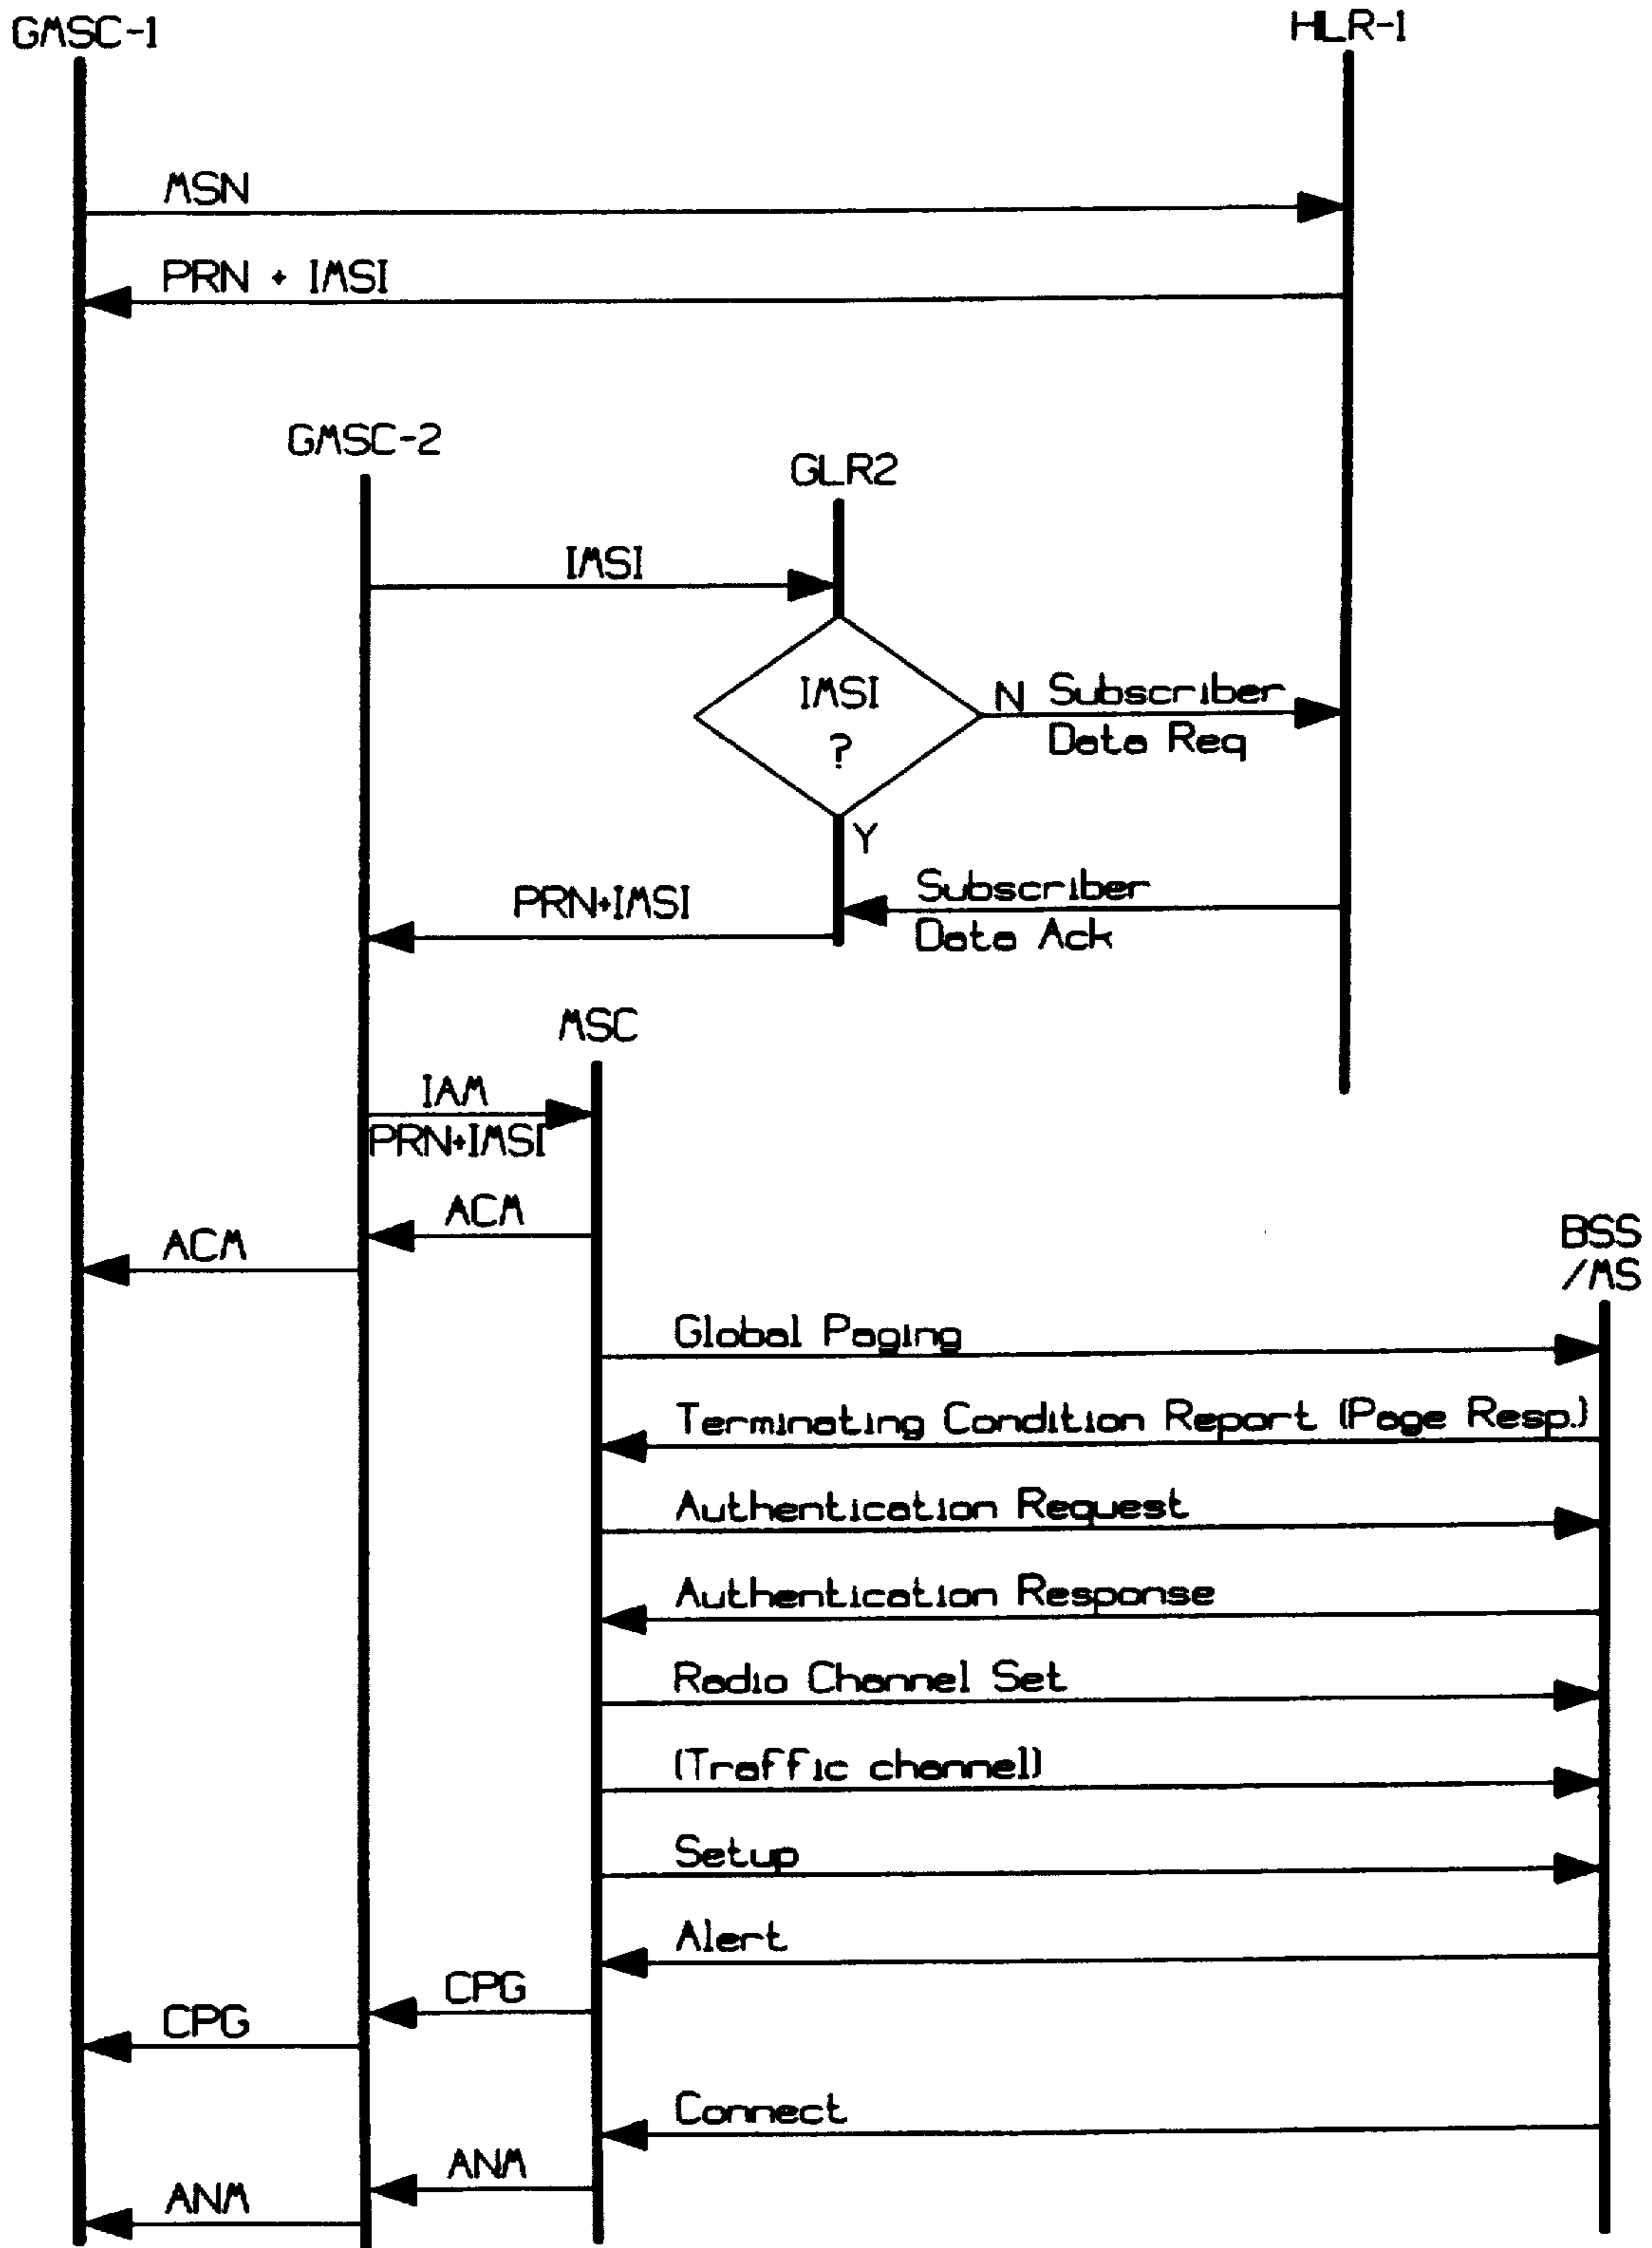 GMSC-1
HLR-1
MSN
PRN + IMSI
GMSC-2
GLR2
IMSI
IMSI
?
N Subscriber
Data Req
Y
Subscriber
Data Ack
PRN+IMSI
MSC
IAM
PRN+IMSI
ACM
ACM
BSS
/MS
Global Paging
Terminating Condition Report (Page Resp.)
Authentication Request
Authentication Response
Radio Channel Set
(Traffic channel)
Setup
Alert
CPG
CPG
Connect
ANM
ANM